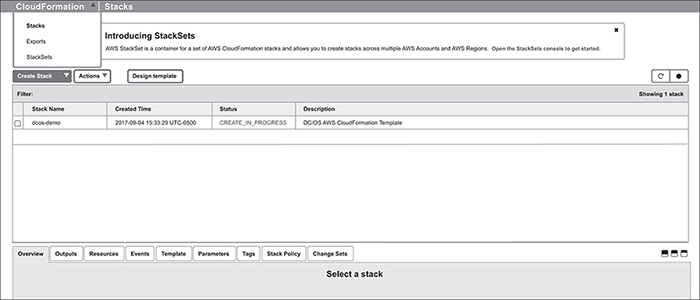 CloudFormation Stacks
Stacks
Exports
StackSets
Introducing StackSets
AWS StackSet is a container for a set of AWS CloudFormation stacks and allows you to create stacks across multiple AWS Accounts and AWS Regions. Open the StackSets console to get started.
Create Stack Actions Design template
Filter: Showing 1 stack
Stack Name Created Time Status Description
dcos-demo 2017-09-04 15:33:29 UTC-0500 CREATE_IN_PROGRESS DC/OS AWS CloudFormation Template
Overview Outputs Resources Events Template Parameters Tags Stack Policy Change Sets
Select a stack